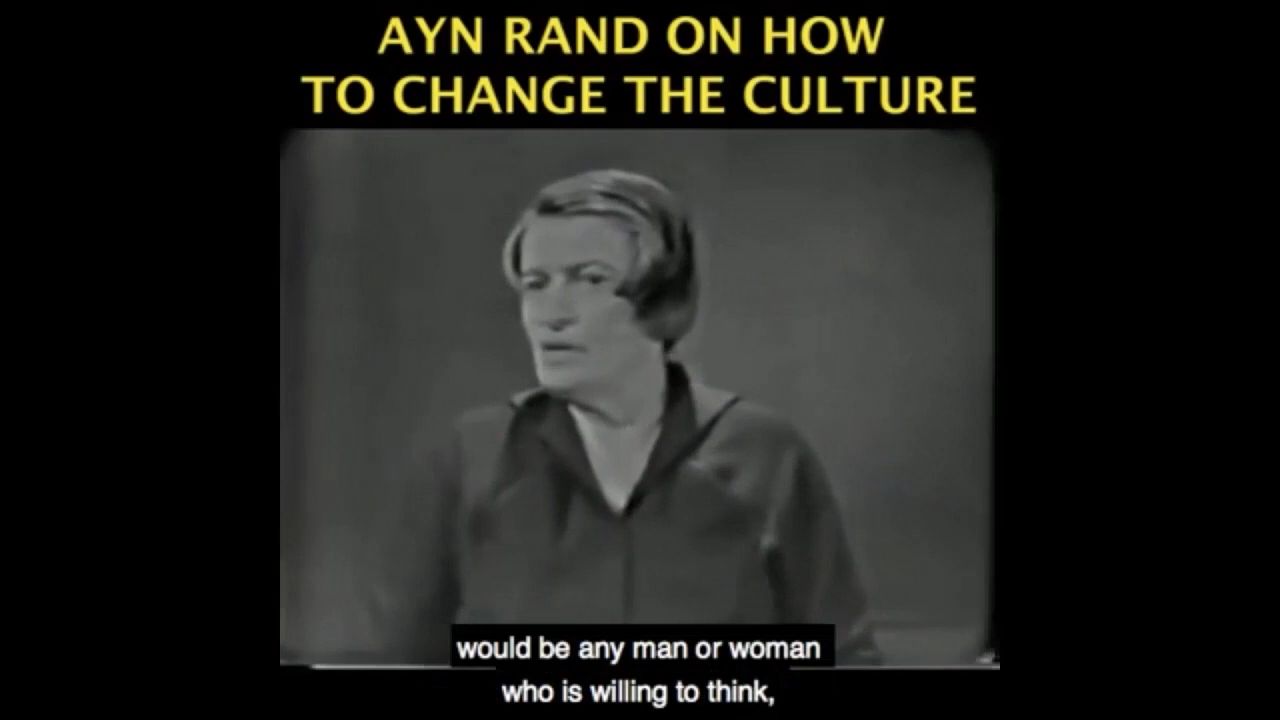 AYN RAND ON HOW
TO CHANGE THE CULTURE
would be any man or woman
who is willing to think,